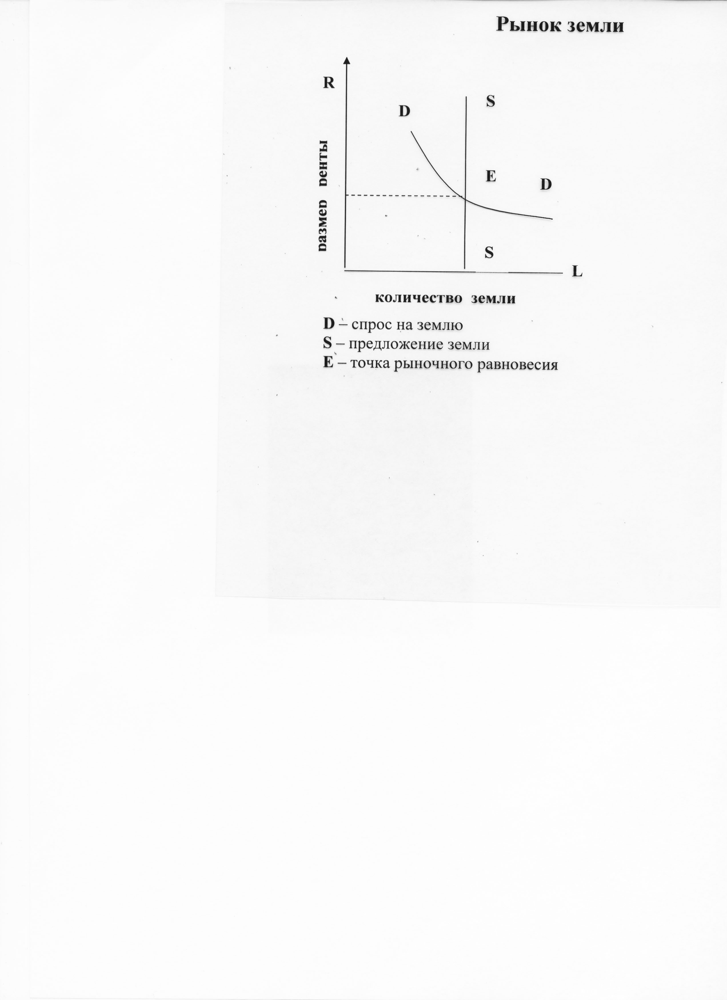 Рынок земли
R
S
D
E
D
размер ренты
S
L
количество земли
D – спрос на землю
S – предложение земли
E – точка рыночного равновесия